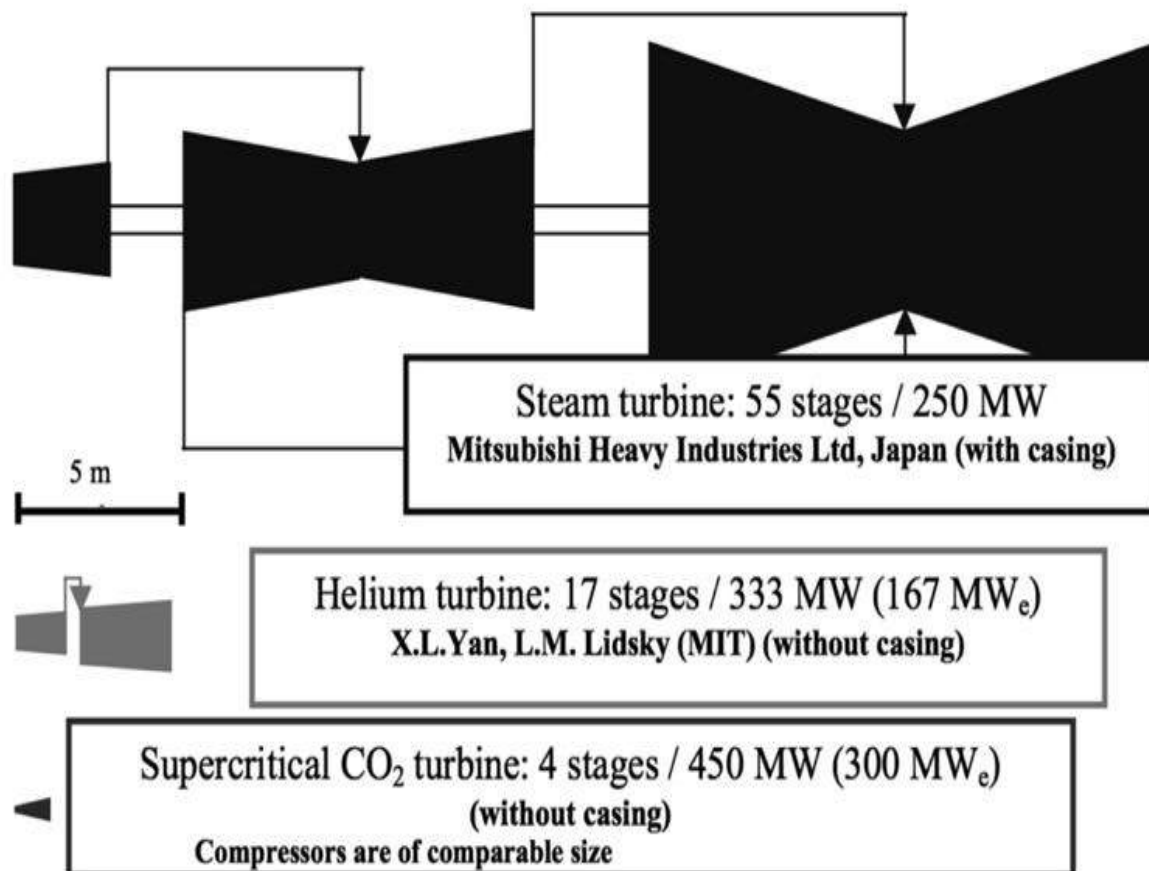 Steam turbine: 55 stages / 250 MW
Mitsubishi Heavy Industries Ltd, Japan (with casing)
5 m
Helium turbine: 17 stages / 333 MW (167 MWₑ)
X.L.Yan, L.M. Lidsky (MIT) (without casing)
Supercritical CO₂ turbine: 4 stages / 450 MW (300 MWₑ)
(without casing)
Compressors are of comparable size